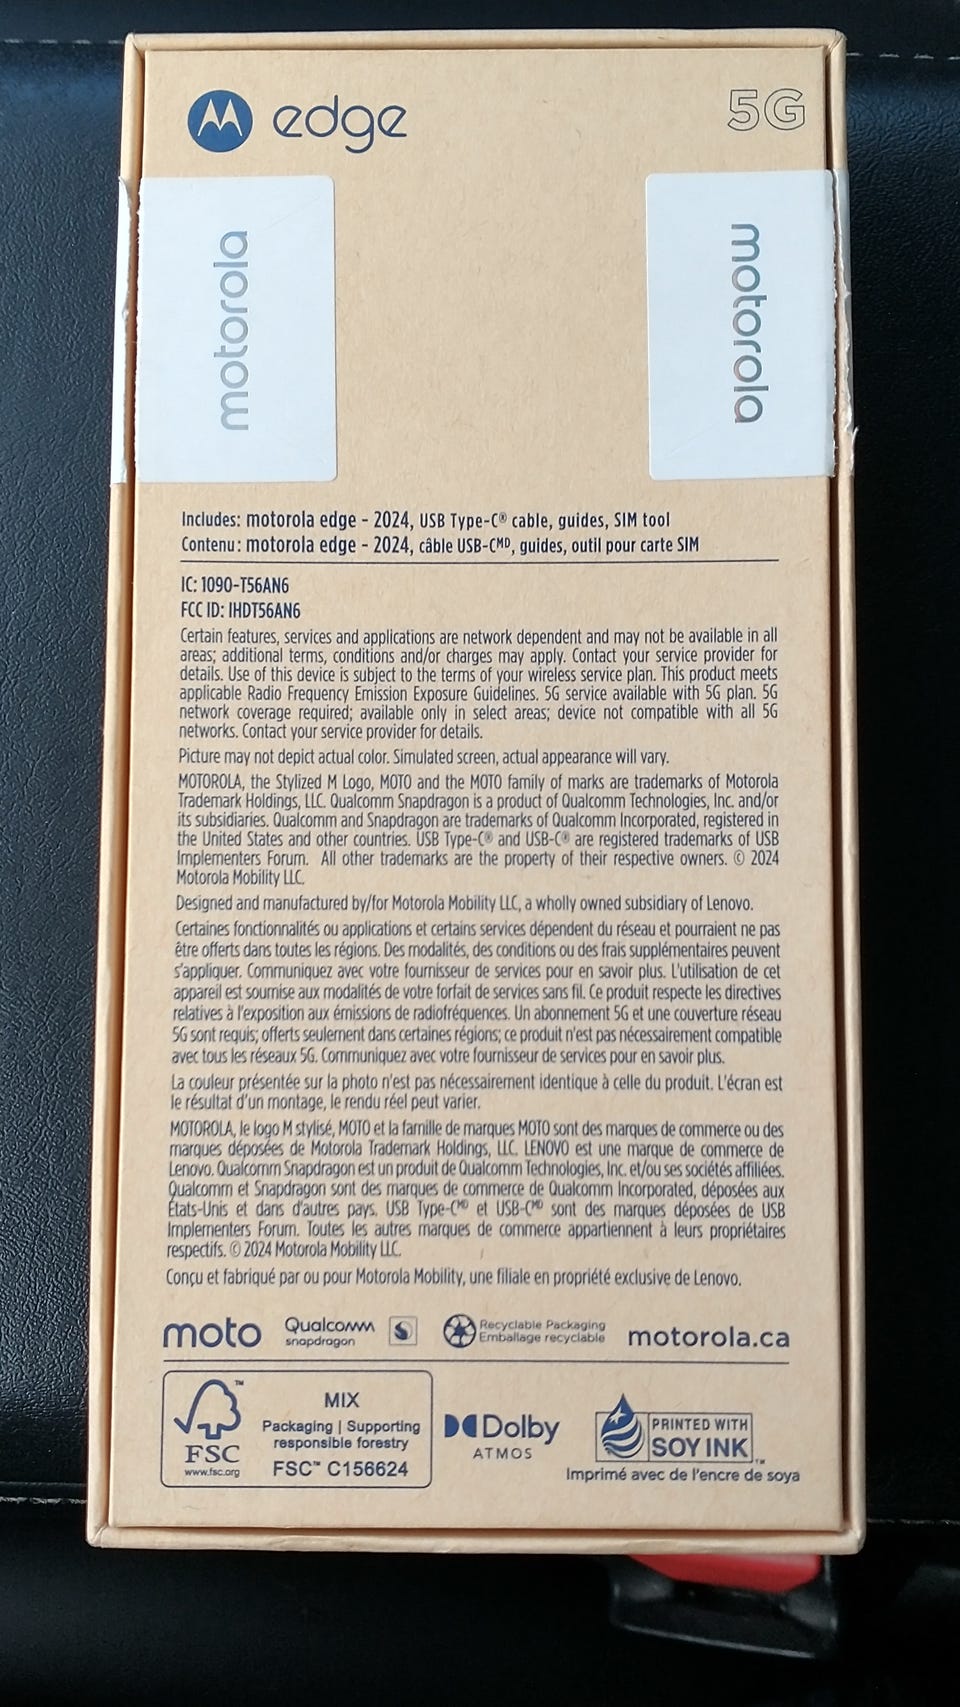 edge
5G
motorola
motorola
Includes: motorola edge - 2024, USB Type-C® cable, guides, SIM tool
Contenu: motorola edge - 2024, câble USB-Cᴹᴰ, guides, outil pour carte SIM
IC: 1090-T56AN6
FCC ID: IHDT56AN6
Certain features, services and applications are network dependent and may not be available in all
areas; additional terms, conditions and/or charges may apply. Contact your service provider for
details. Use of this device is subject to the terms of your wireless service plan. This product meets
applicable Radio Frequency Emission Exposure Guidelines. 5G service available with 5G plan. 5G
network coverage required; available only in select areas; device not compatible with all 5G
networks. Contact your service provider for details.
Picture may not depict actual color. Simulated screen, actual appearance will vary.
MOTOROLA, the Stylized M Logo, MOTO and the MOTO family of marks are trademarks of Motorola
Trademark Holdings, LLC. Qualcomm Snapdragon is a product of Qualcomm Technologies, Inc. and/or
its subsidiaries. Qualcomm and Snapdragon are trademarks of Qualcomm Incorporated, registered in
the United States and other countries. USB Type-C® and USB-C® are registered trademarks of USB
Implementers Forum. All other trademarks are the property of their respective owners. © 2024
Motorola Mobility LLC.
Designed and manufactured by/for Motorola Mobility LLC, a wholly owned subsidiary of Lenovo.
Certaines fonctionnalités ou applications et certains services dépendent du réseau et pourraient ne pas
être offerts dans toutes les régions. Des modalités, des conditions ou des frais supplémentaires peuvent
s'appliquer. Communiquez avec votre fournisseur de services pour en savoir plus. L'utilisation de cet
appareil est soumise aux modalités de votre forfait de services sans fil. Ce produit respecte les directives
relatives à l'exposition aux émissions de radiofréquences. Un abonnement 5G et une couverture réseau
5G sont requis; offerts seulement dans certaines régions; ce produit n'est pas nécessairement compatible
avec tous les réseaux 5G. Communiquez avec votre fournisseur de services pour en savoir plus.
La couleur présentée sur la photo n'est pas nécessairement identique à celle du produit. L'écran est
le résultat d'un montage, le rendu réel peut varier.
MOTOROLA, le logo M stylisé, MOTO et la famille de marques MOTO sont des marques de commerce ou des
marques déposées de Motorola Trademark Holdings, LLC. LENOVO est une marque de commerce de
Lenovo. Qualcomm Snapdragon est un produit de Qualcomm Technologies, Inc. et/ou ses sociétés affiliées.
Qualcomm et Snapdragon sont des marques de commerce de Qualcomm Incorporated, déposées aux
États-Unis et dans d'autres pays. USB Type-Cᴹᴰ et USB-Cᴹᴰ sont des marques déposées de USB
Implementers Forum. Toutes les autres marques de commerce appartiennent à leurs propriétaires
respectifs. © 2024 Motorola Mobility LLC.
Conçu et fabriqué par ou pour Motorola Mobility, une filiale en propriété exclusive de Lenovo.
moto
Qualcomm
snapdragon
Recyclable Packaging
Emballage recyclable
motorola.ca
™
FSC
www.fsc.org
MIX
Packaging | Supporting
responsible forestry
FSC™ C156624
Dolby
ATMOS
PRINTED WITH
SOY INK™
Imprimé avec de l'encre de soya